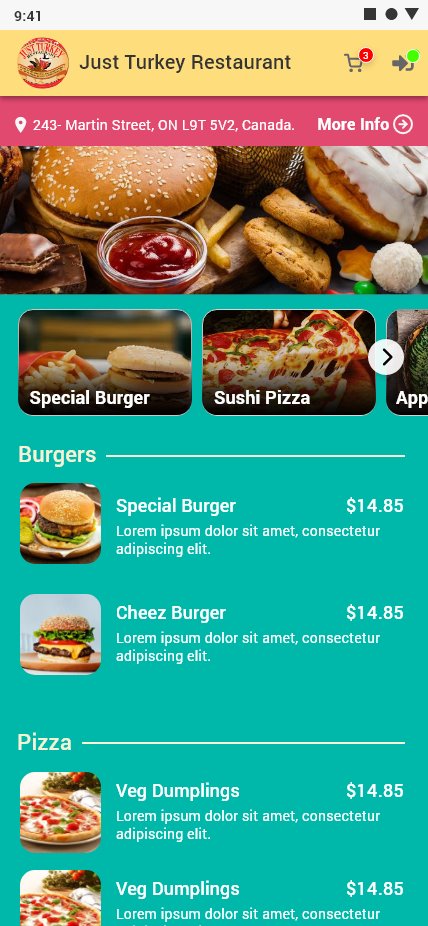 9:41
JUST TURKEY
Just Turkey Restaurant
3
243- Martin Street, ON L9T 5V2, Canada.
More Info
Special Burger
Sushi Pizza
App
Burgers
Special Burger
$14.85
Lorem ipsum dolor sit amet, consectetur
adipiscing elit.
Cheez Burger
$14.85
Lorem ipsum dolor sit amet, consectetur
adipiscing elit.
Pizza
Veg Dumplings
$14.85
Lorem ipsum dolor sit amet, consectetur
adipiscing elit.
Veg Dumplings
$14.85
Lorem ipsum dolor sit amet, consectetur